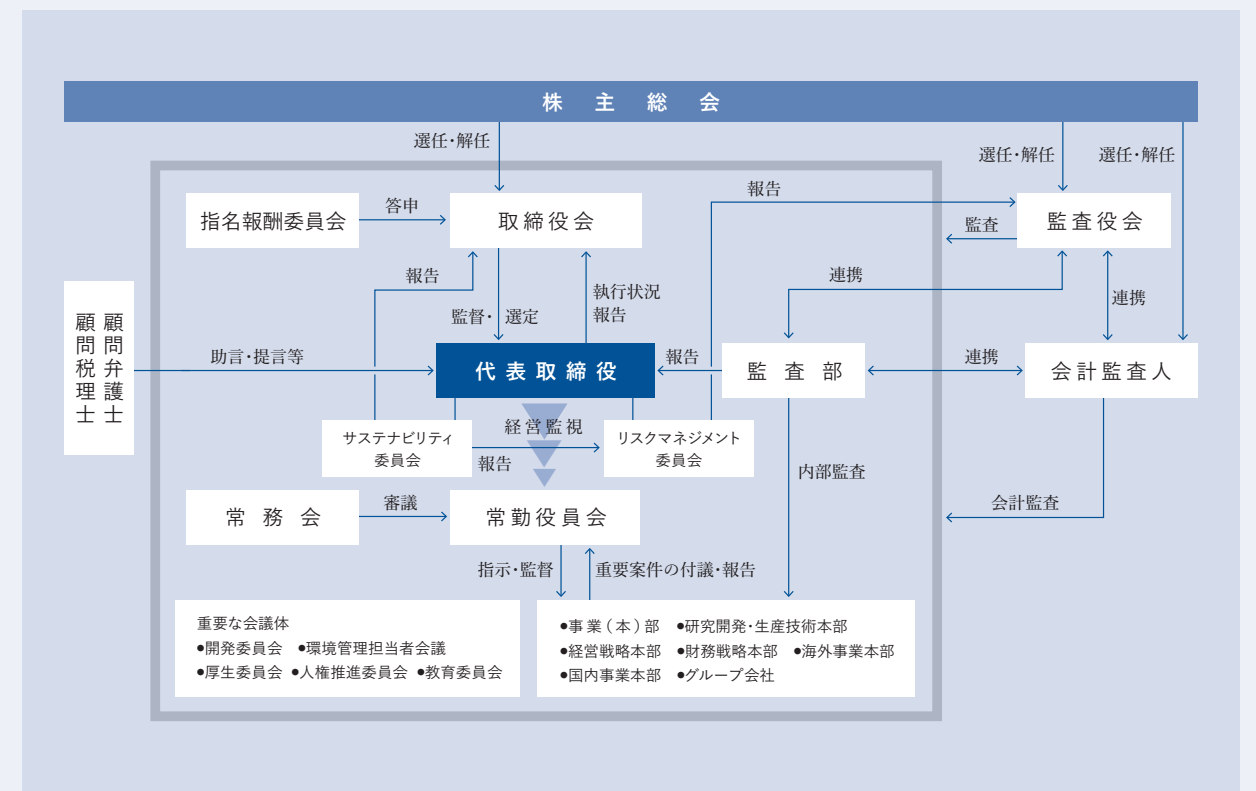 株主総会
選任・解任
選任・解任
選任・解任
指名報酬委員会
答申
取締役会
報告
監査役会
監査
報告
監督・選定
執行状況
報告
連携
連携
顧問弁護士
顧問税理士
助言・提言等
代表取締役
報告
監査部
連携
会計監査人
サステナビリティ
委員会
経営監視
報告
リスクマネジメント
委員会
内部監査
常務会
審議
常勤役員会
会計監査
指示・監督
重要案件の付議・報告
重要な会議体
●開発委員会 ●環境管理担当者会議
●厚生委員会 ●人権推進委員会 ●教育委員会
●事業(本)部 ●研究開発・生産技術本部
●経営戦略本部 ●財務戦略本部 ●海外事業本部
●国内事業本部 ●グループ会社